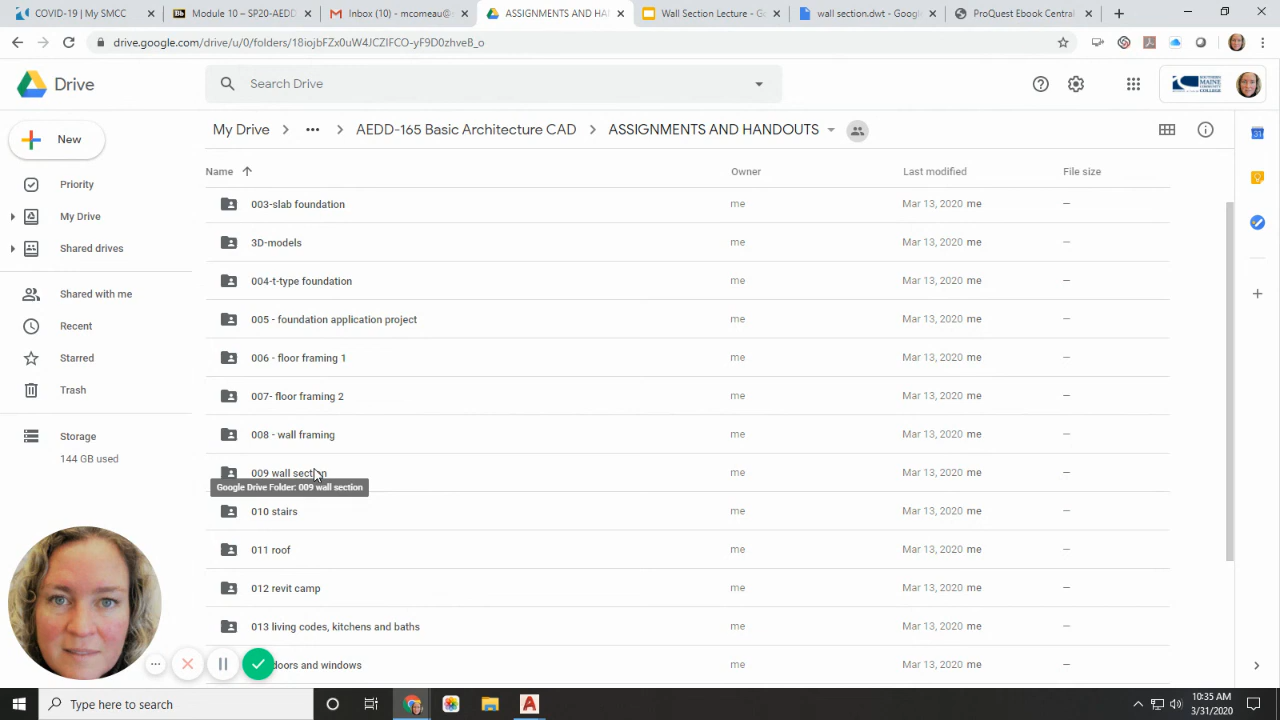 COVID-19 | My SMCC
Module 10 – SP20-AEDD
Inbox (10) - mcomeau@
ASSIGNMENTS AND HA
Wall Section Lecture - Go
wall section.dwt - Googl
ProQuest Ebook Central
drive.google.com/drive/u/0/folders/18iojbFZx0uW4JCZIFCO-yF9D0zhveB_o
Drive
Search Drive
My Drive
AEDD-165 Basic Architecture CAD
ASSIGNMENTS AND HANDOUTS
New
Name
Owner
Last modified
File size
Priority
My Drive
Shared drives
Shared with me
Recent
Starred
Trash
Storage
144 GB used
003-slab foundation me Mar 13, 2020 me –
3D-models me Mar 13, 2020 me –
004-t-type foundation me Mar 13, 2020 me –
005 - foundation application project me Mar 13, 2020 me –
006 - floor framing 1 me Mar 13, 2020 me –
007- floor framing 2 me Mar 13, 2020 me –
008 - wall framing me Mar 13, 2020 me –
009 wall section me Mar 13, 2020 me –
Google Drive Folder: 009 wall section
010 stairs me Mar 13, 2020 me –
011 roof me Mar 13, 2020 me –
012 revit camp me Mar 13, 2020 me –
013 living codes, kitchens and baths me Mar 13, 2020 me –
doors and windows me Mar 13, 2020 me –
Type here to search
10:35 AM
3/31/2020